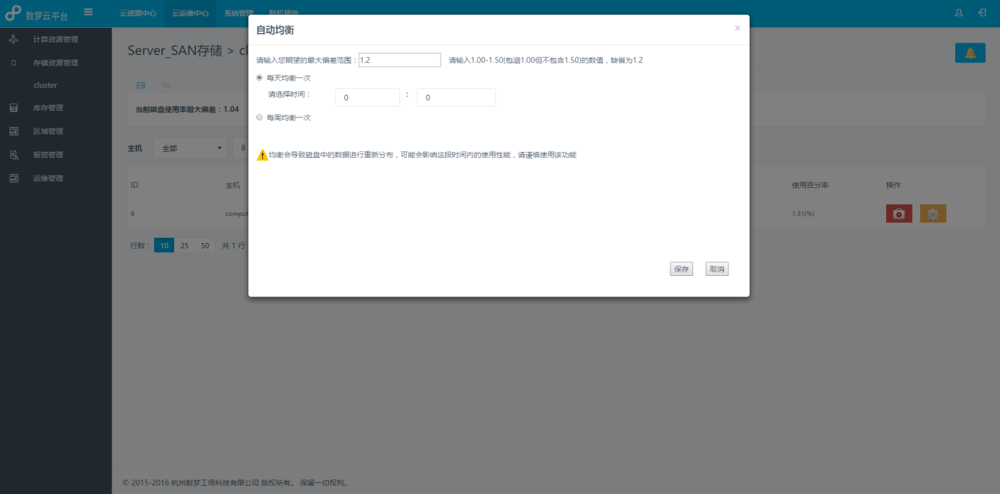 数梦云平台
云资源中心 云运维中心 系统管理 联机帮助
计算资源管理
存储资源管理
cluster
库存管理
区域管理
报警管理
运维管理
Server_SAN存储 > cl
当前磁盘使用率最大偏差：1.04
主机 全部 8
ID 主机 使用百分率 操作
8 comput 1.31(%)
行数： 10 25 50 共 1 行
自动均衡 ×
请输入您期望的最大偏差范围：1.2 请输入1.00-1.50(包涵1.00但不包含1.50)的数值，缺省为1.2
每天均衡一次
请选择时间： 0 : 0
每周均衡一次
均衡会导致磁盘中的数据进行重新分布，可能会影响这段时间内的使用性能，请谨慎使用该功能
保存 取消
© 2015-2016 杭州数梦工场科技有限公司 版权所有。 保留一切权利。